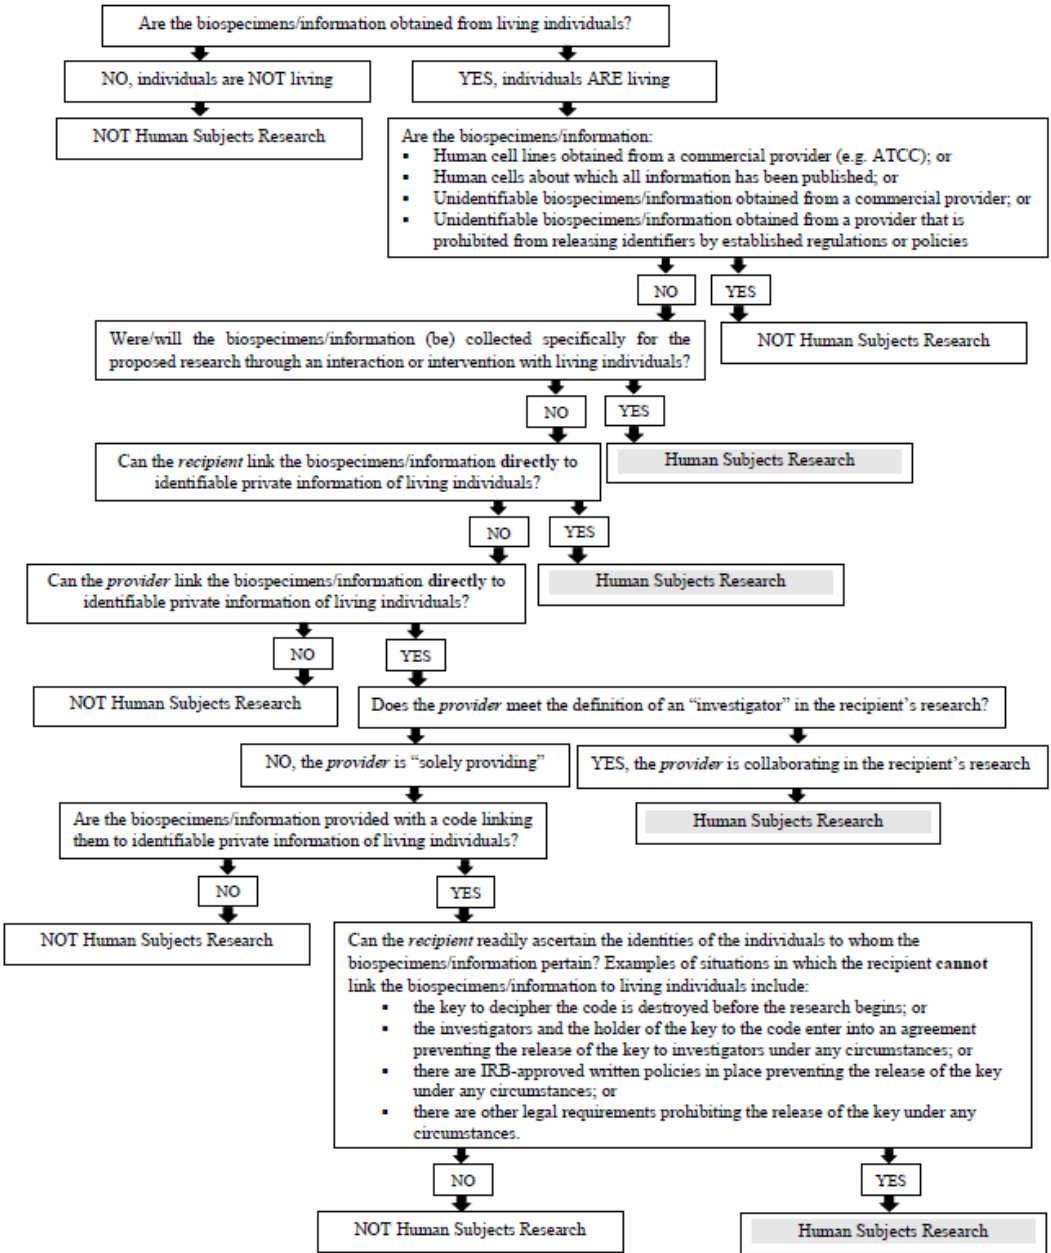 Are the biospecimens/information obtained from living individuals?
NO, individuals are NOT living
YES, individuals ARE living
NOT Human Subjects Research
Are the biospecimens/information:
▪ Human cell lines obtained from a commercial provider (e.g. ATCC); or
▪ Human cells about which all information has been published; or
▪ Unidentifiable biospecimens/information obtained from a commercial provider; or
▪ Unidentifiable biospecimens/information obtained from a provider that is
prohibited from releasing identifiers by established regulations or policies
NO
YES
Were/will the biospecimens/information (be) collected specifically for the
proposed research through an interaction or intervention with living individuals?
NOT Human Subjects Research
NO
YES
Can the recipient link the biospecimens/information directly to
identifiable private information of living individuals?
Human Subjects Research
NO
YES
Can the provider link the biospecimens/information directly to
identifiable private information of living individuals?
Human Subjects Research
NO
YES
NOT Human Subjects Research
Does the provider meet the definition of an “investigator” in the recipient’s research?
NO, the provider is “solely providing”
YES, the provider is collaborating in the recipient’s research
Are the biospecimens/information provided with a code linking
them to identifiable private information of living individuals?
Human Subjects Research
NO
YES
NOT Human Subjects Research
Can the recipient readily ascertain the identities of the individuals to whom the
biospecimens/information pertain? Examples of situations in which the recipient cannot
link the biospecimens/information to living individuals include:
▪ the key to decipher the code is destroyed before the research begins; or
▪ the investigators and the holder of the key to the code enter into an agreement
preventing the release of the key to investigators under any circumstances; or
▪ there are IRB-approved written policies in place preventing the release of the key
under any circumstances; or
▪ there are other legal requirements prohibiting the release of the key under any
circumstances.
NO
YES
NOT Human Subjects Research
Human Subjects Research